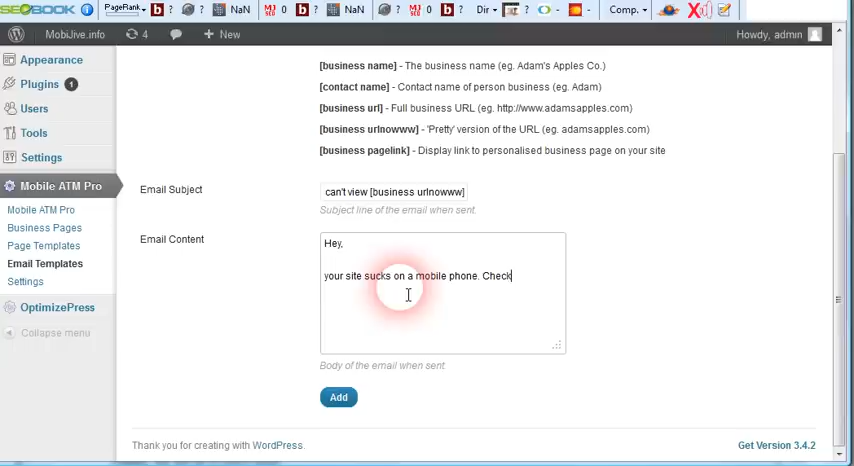 SEOBOOK i PageRank b ? NaN MJ SEO 0 b ? NaN ? MJ SEO 0 b ? Dir ? ? Comp.
MobiJive.info 4 + New Howdy, admin
Appearance
Plugins 1
Users
Tools
Settings
Mobile ATM Pro
Mobile ATM Pro
Business Pages
Page Templates
Email Templates
Settings
OptimizePress
Collapse menu
[business name] - The business name (eg. Adam's Apples Co.)
[contact name] - Contact name of person business (eg. Adam)
[business url] - Full business URL (eg. http://www.adamsapples.com)
[business urlnowww] - 'Pretty' version of the URL (eg. adamsapples.com)
[business pagelink] - Display link to personalised business page on your site
Email Subject
can't view [business urlnowww]
Subject line of the email when sent.
Email Content
Hey,
your site sucks on a mobile phone. Check
Body of the email when sent
Add
Thank you for creating with WordPress.
Get Version 3.4.2